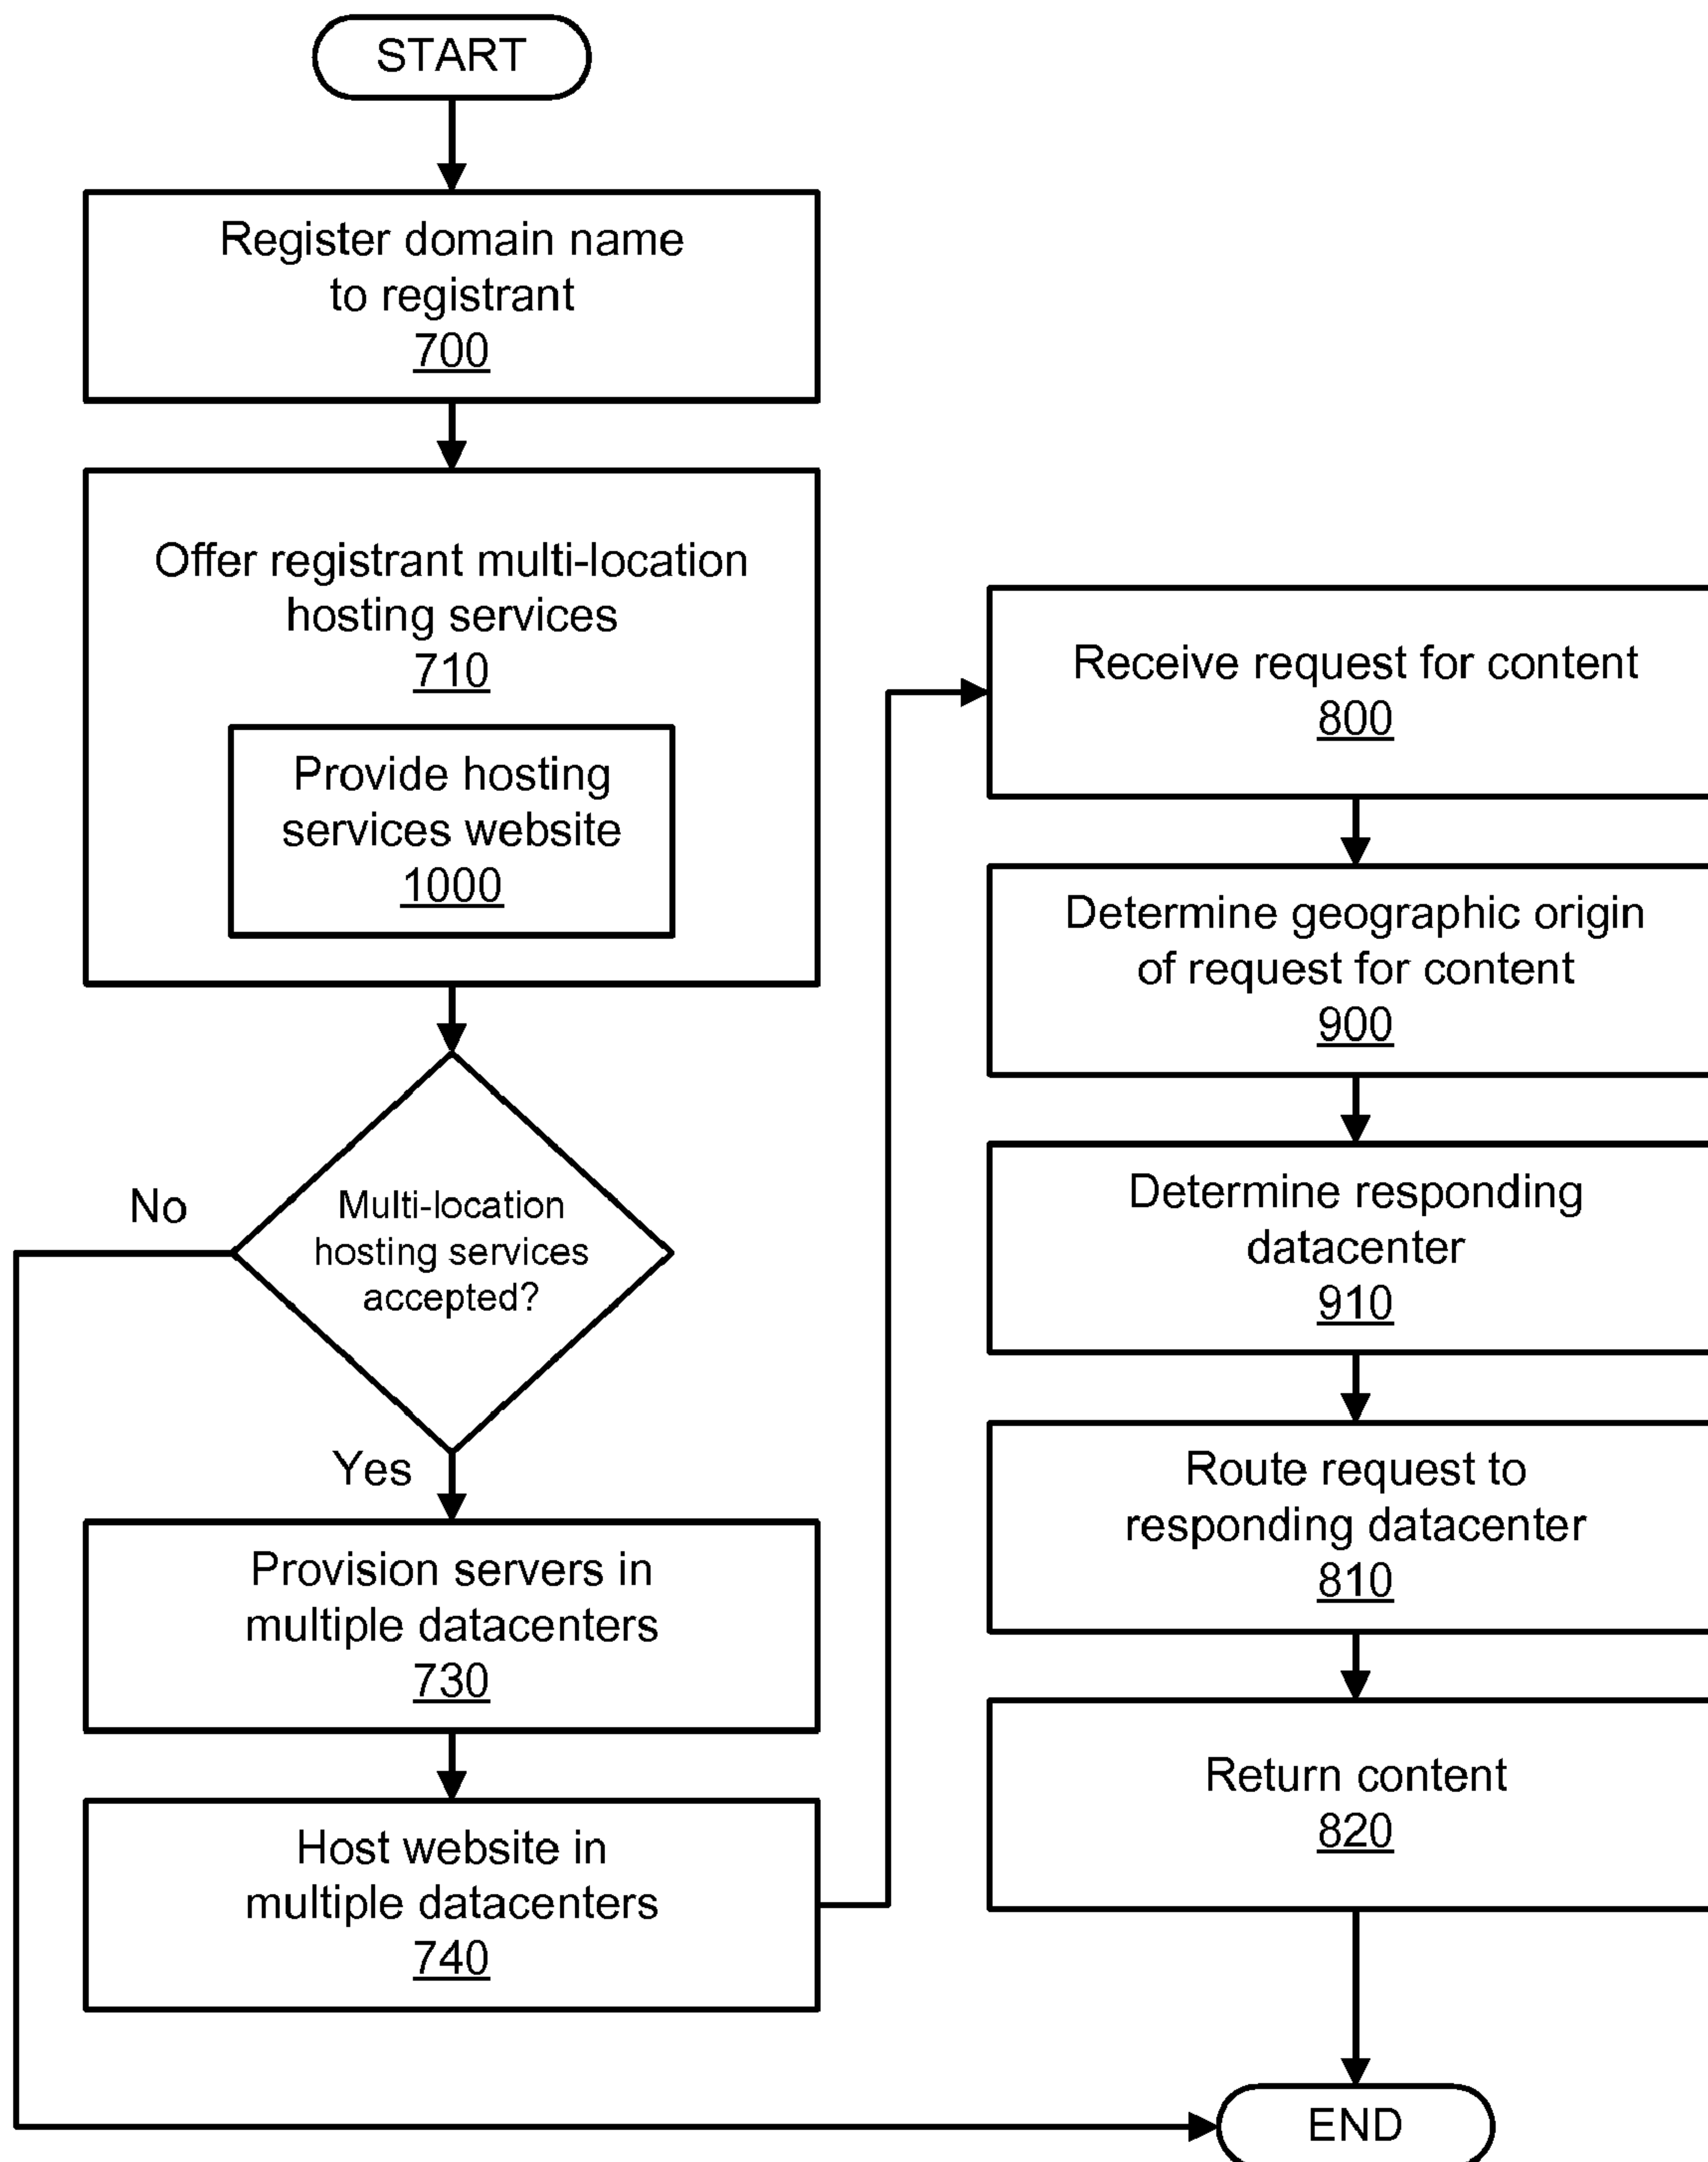 START
Register domain name
to registrant
700
Offer registrant multi-location
hosting services
710
Provide hosting
services website
1000
No
Multi-location
hosting services
accepted?
Yes
Provision servers in
multiple datacenters
730
Host website in
multiple datacenters
740
Receive request for content
800
Determine geographic origin
of request for content
900
Determine responding
datacenter
910
Route request to
responding datacenter
810
Return content
820
END